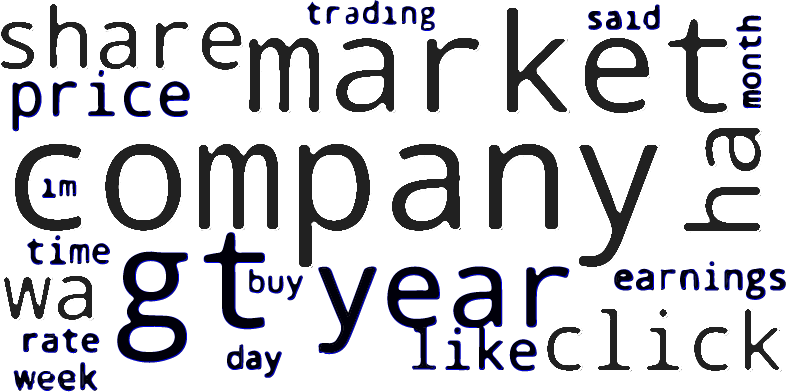 trading
said
share
market
month
price
company
im
ha
time
gt
year
buy
earnings
wa
like
click
rate
day
week